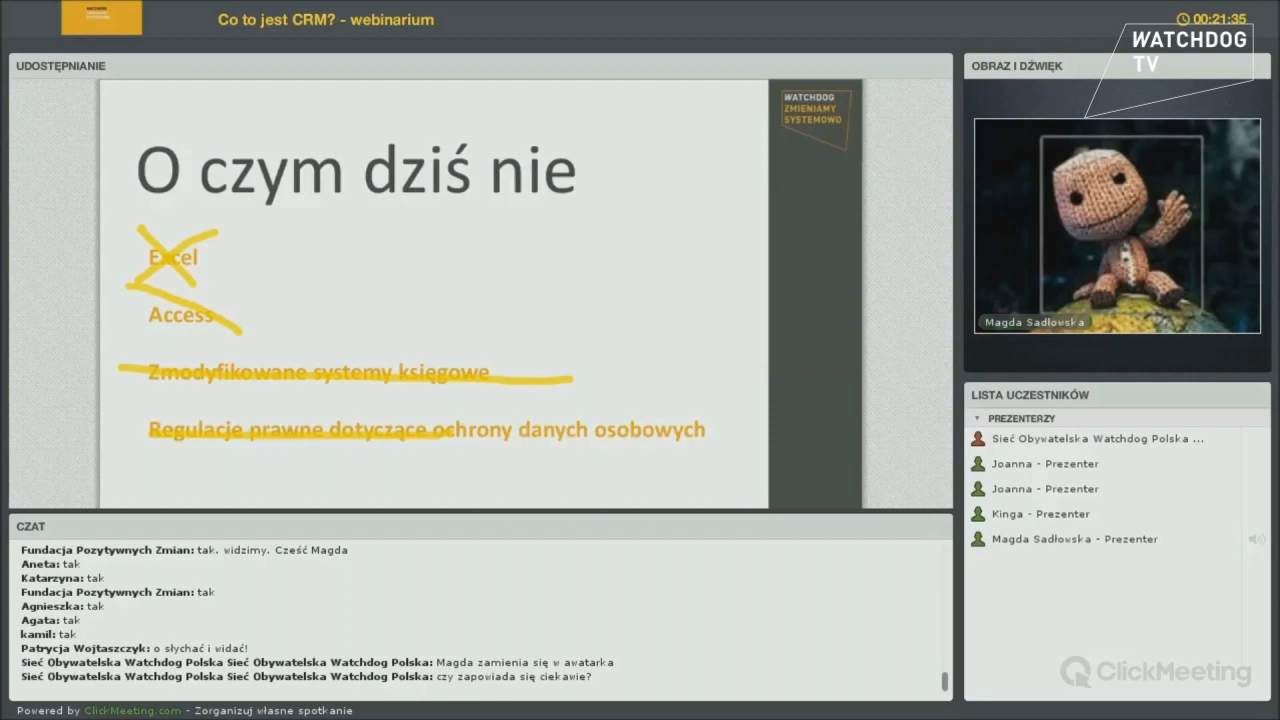 Co to jest CRM? - webinarium
00:21:35
WATCHDOG
TV
UDOSTĘPNIANIE
OBRAZ I DŹWIĘK
WATCHDOG
ZMIENIAMY
SYSTEMOWO
O czym dziś nie
Excel
Access
Zmodyfikowane systemy księgowe
Regulacje prawne dotyczące ochrony danych osobowych
Magda Sadłowska
LISTA UCZESTNIKÓW
PREZENTERZY
Sieć Obywatelska Watchdog Polska ...
Joanna - Prezenter
Joanna - Prezenter
Kinga - Prezenter
Magda Sadłowska - Prezenter
CZAT
Fundacja Pozytywnych Zmian: tak. widzimy. Cześć Magda
Aneta: tak
Katarzyna: tak
Fundacja Pozytywnych Zmian: tak
Agnieszka: tak
Agata: tak
kamil: tak
Patrycja Wojtaszczyk: o słychać i widać!
Sieć Obywatelska Watchdog Polska Sieć Obywatelska Watchdog Polska: Magda zamienia się w awatarka
Sieć Obywatelska Watchdog Polska Sieć Obywatelska Watchdog Polska: czy zapowiada się ciekawie?
ClickMeeting
Powered by ClickMeeting.com - Zorganizuj własne spotkanie